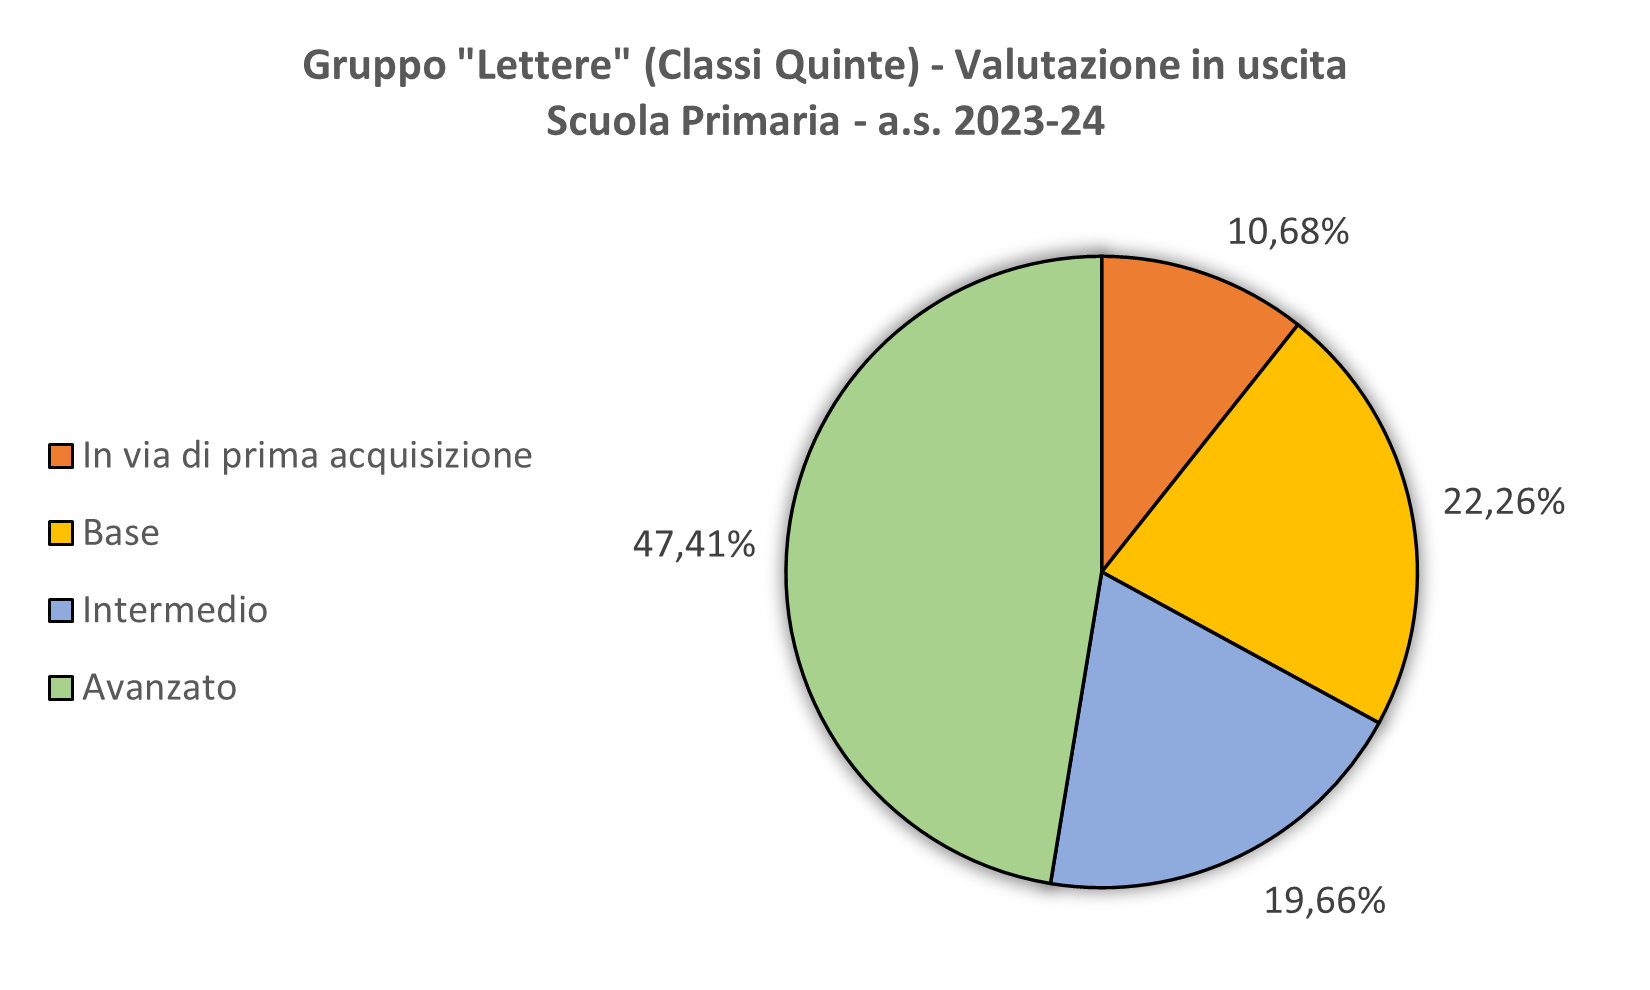 Gruppo "Lettere" (Classi Quinte) - Valutazione in uscita
Scuola Primaria - a.s. 2023-24
10,68%
22,26%
19,66%
47,41%
In via di prima acquisizione
Base
Intermedio
Avanzato